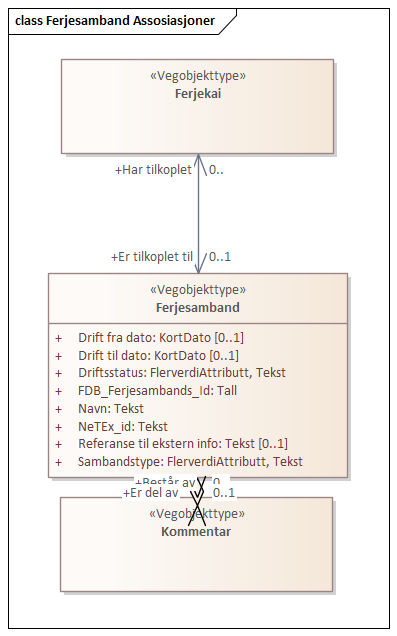 class Ferjesamband Assosiasjoner
«Vegobjekttype»
Ferjekai
+Har tilkoplet 0..
+Er tilkoplet til 0..1
«Vegobjekttype»
Ferjesamband
+ Drift fra dato: KortDato [0..1]
+ Drift til dato: KortDato [0..1]
+ Driftsstatus: FlerverdiAttributt, Tekst
+ FDB_Ferjesambands_Id: Tall
+ Navn: Tekst
+ NeTEx_id: Tekst
+ Referanse til ekstern info: Tekst [0..1]
+ Sambandstype: FlerverdiAttributt, Tekst
+Består av 0..
+Er del av 0..1
«Vegobjekttype»
Kommentar